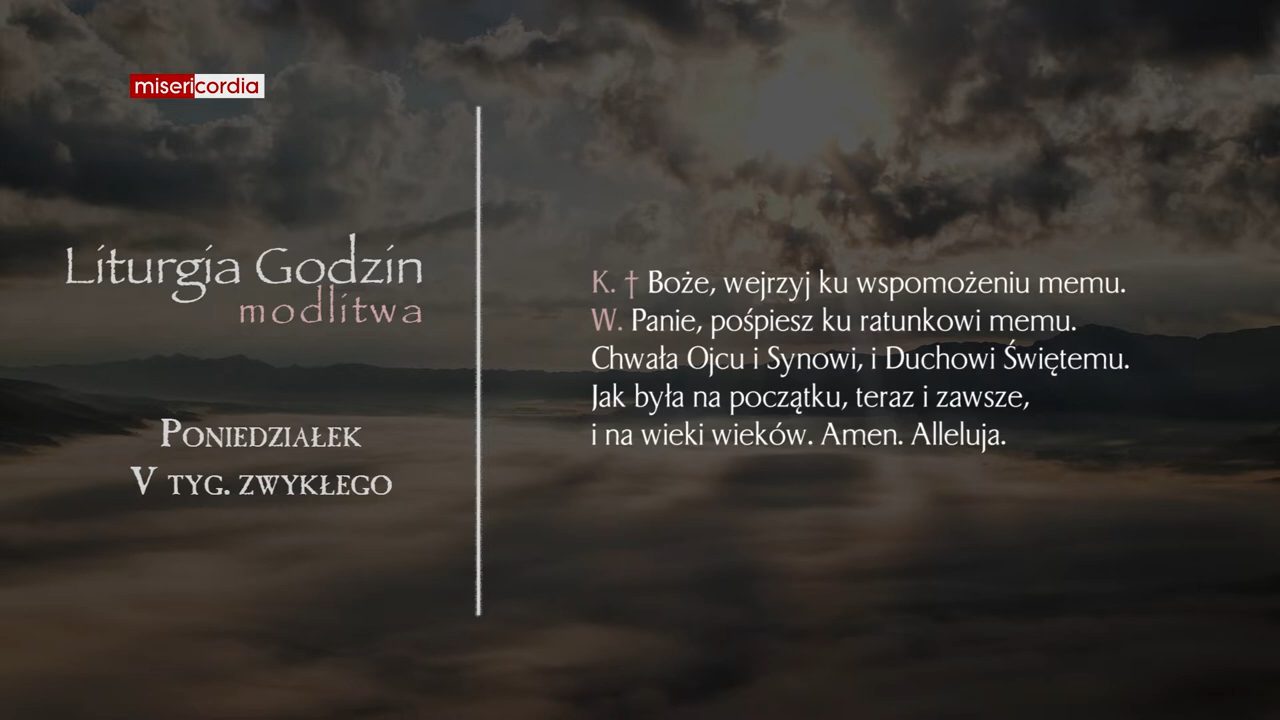 misericordia
Liturgia Godzin
modlitwa
Poniedziałek
V tyg. zwykłego
K. † Boże, wejrzyj ku wspomożeniu memu.
W. Panie, pośpiesz ku ratunkowi memu.
Chwała Ojcu i Synowi, i Duchowi Świętemu.
Jak była na początku, teraz i zawsze,
i na wieki wieków. Amen. Alleluja.